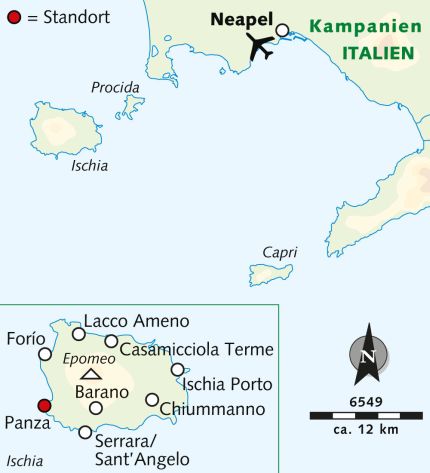 = Standort
Neapel
Kampanien
ITALIEN
Procida
Ischia
Capri
Lacco Ameno
Forío
Epomeo
Casamicciola Terme
Ischia Porto
Barano
Chiummanno
Panza
Serrara/
Sant'Angelo
Ischia
N
6549
ca. 12 km